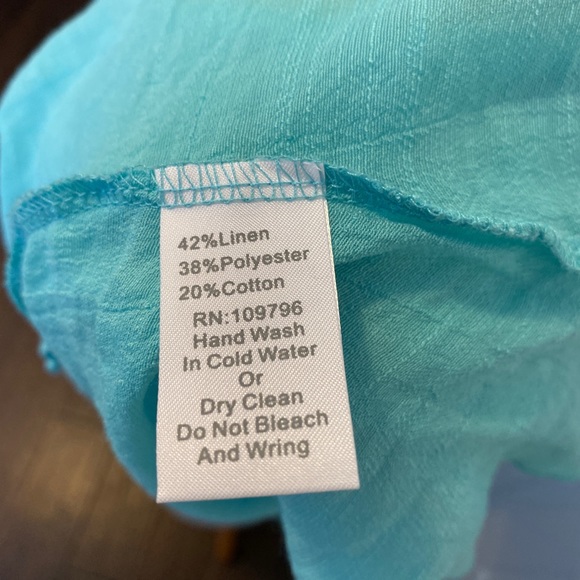 42%Linen
38%Polyester
20%Cotton
RN:109796
Hand Wash
In Cold Water
Or
Dry Clean
Do Not Bleach
And Wring